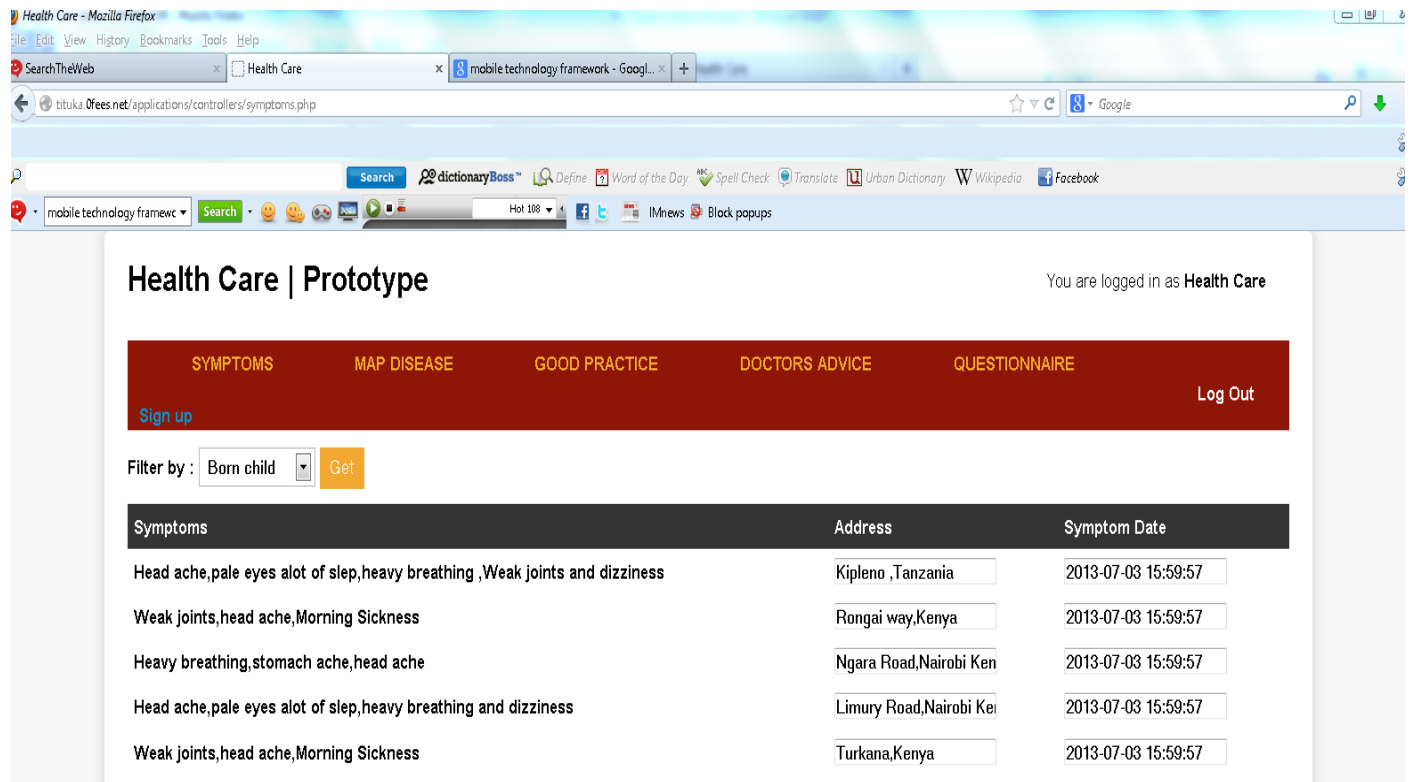 Health Care - Mozilla Firefox
File Edit View History Bookmarks Tools Help
SearchTheWeb
Health Care
mobile technology framework - Googl...
tituka.0fees.net/applications/controllers/symptoms.php
Google
Search dictionaryBoss™ Define Word of the Day Spell Check Translate Urban Dictionary Wikipedia Facebook
mobile technology framewc Search Hot 108 IMnews Block popups
Health Care | Prototype
You are logged in as Health Care
SYMPTOMS MAP DISEASE GOOD PRACTICE DOCTORS ADVICE QUESTIONNAIRE
Log Out
Sign up
Filter by : Born child Get
Symptoms Address Symptom Date
Head ache,pale eyes alot of slep,heavy breathing ,Weak joints and dizziness Kipleno ,Tanzania 2013-07-03 15:59:57
Weak joints,head ache,Morning Sickness Rongai way,Kenya 2013-07-03 15:59:57
Heavy breathing,stomach ache,head ache Ngara Road,Nairobi Ken 2013-07-03 15:59:57
Head ache,pale eyes alot of slep,heavy breathing and dizziness Limury Road,Nairobi Ke 2013-07-03 15:59:57
Weak joints,head ache,Morning Sickness Turkana,Kenya 2013-07-03 15:59:57